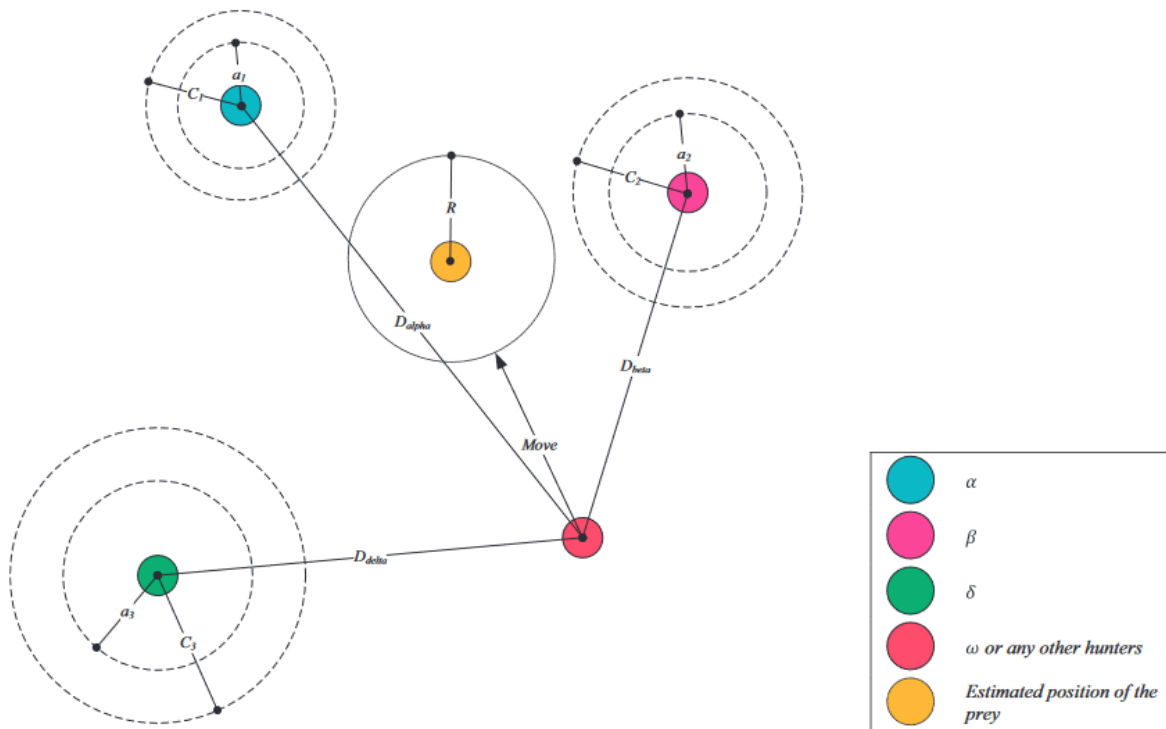 a1
C1
a2
C2
R
Dalpha
Dbeta
Move
Ddelta
a3
C3
α
β
δ
ω or any other hunters
Estimated position of the
prey